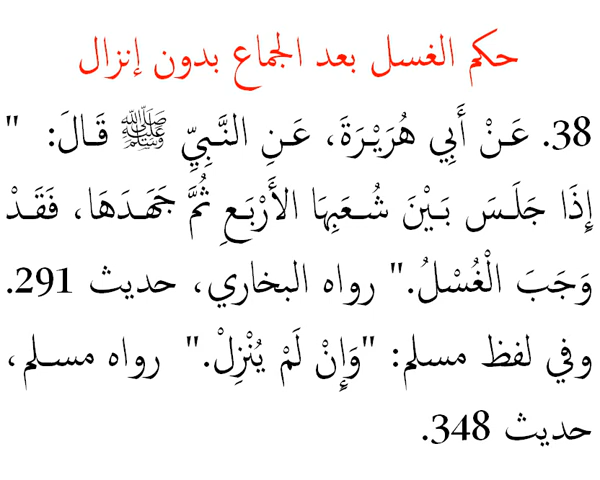 حكم الغسل بعد الجماع بدون إنزال
38. عَنْ أَبِي هُرَيْرَةَ، عَنِ النَّبِيِّ ﷺ قَالَ: "
إِذَا جَلَسَ بَيْنَ شُعَبِهَا الأَرْبَعِ ثُمَّ جَهَدَهَا، فَقَدْ
وَجَبَ الْغُسْلُ." رواه البخاري، حديث 291.
وفي لفظ مسلم: "وَإِنْ لَمْ يُنْزِلْ." رواه مسلم،
حديث 348.